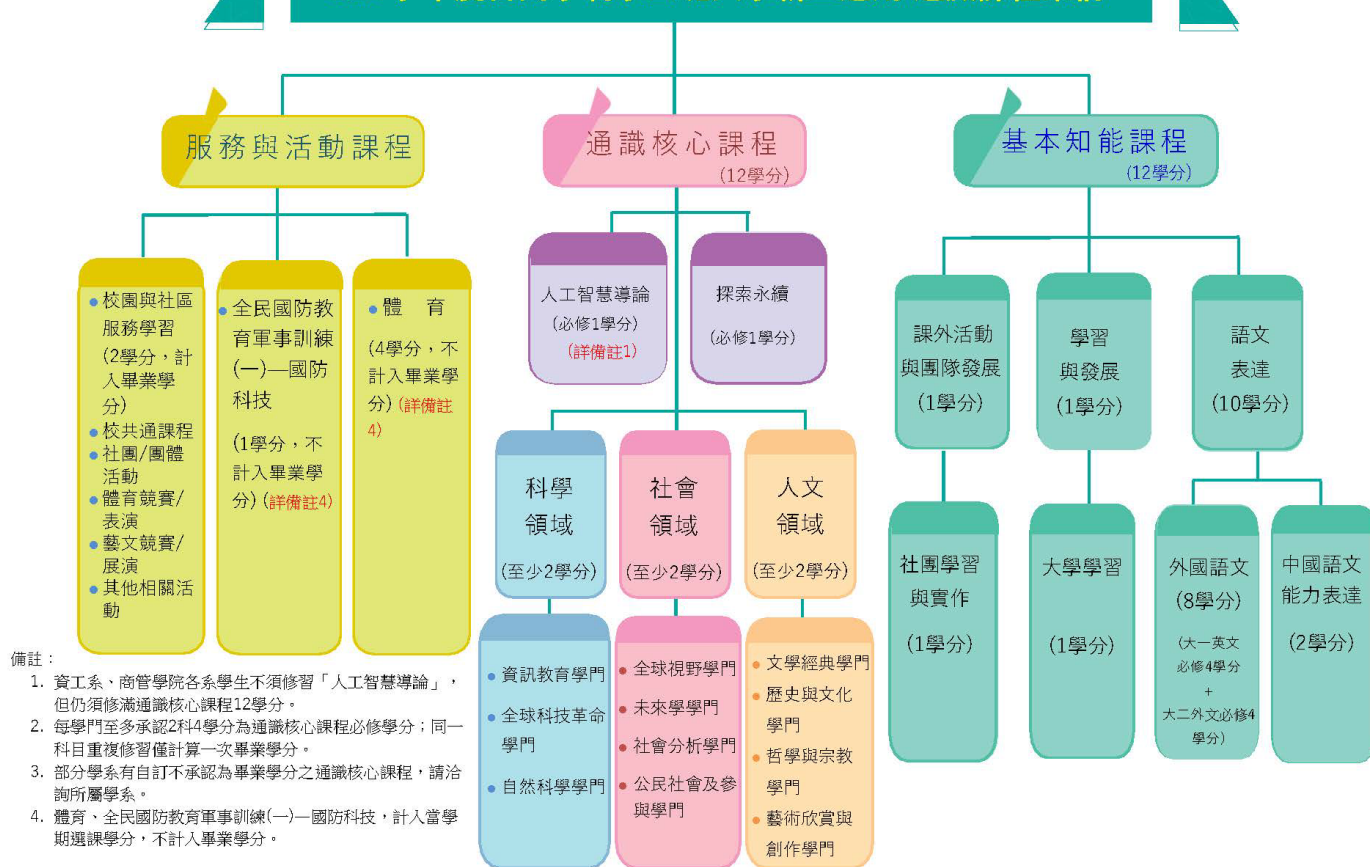 服務與活動課程
通識核心課程
(12學分)
基本知能課程
(12學分)
校園與社區
服務學習
(2學分，計
入畢業學
分)
校共通課程
社團/團體
活動
體育競賽/
表演
藝文競賽/
展演
其他相關活
動
全民國防教
育軍事訓練
(一)—國防
科技
(1學分，不
計入畢業學
分) (詳備註4)
體 育
(4學分，不
計入畢業學
分) (詳備註
4)
人工智慧導論
(必修1學分)
(詳備註1)
探索永續
(必修1學分)
科學
領域
(至少2學分)
社會
領域
(至少2學分)
人文
領域
(至少2學分)
資訊教育學門
全球科技革命
學門
自然科學學門
全球視野學門
未來學學門
社會分析學門
公民社會及參
與學門
文學經典學門
歷史與文化
學門
哲學與宗教
學門
藝術欣賞與
創作學門
課外活動
與團隊發展
(1學分)
學習
與發展
(1學分)
語文
表達
(10學分)
社團學習
與實作
(1學分)
大學學習
(1學分)
外國語文
(8學分)
(大一英文
必修4學分
+
大二外文必修4
學分)
中國語文
能力表達
(2學分)
備註：
1. 資工系、商管學院各系學生不須修習「人工智慧導論」，
但仍須修滿通識核心課程12學分。
2. 每學門至多承認2科4學分為通識核心課程必修學分；同一
科目重複修習僅計算一次畢業學分。
3. 部分學系有自訂不承認為畢業學分之通識核心課程，請洽
詢所屬學系。
4. 體育、全民國防教育軍事訓練(一)—國防科技，計入當學
期選課學分，不計入畢業學分。